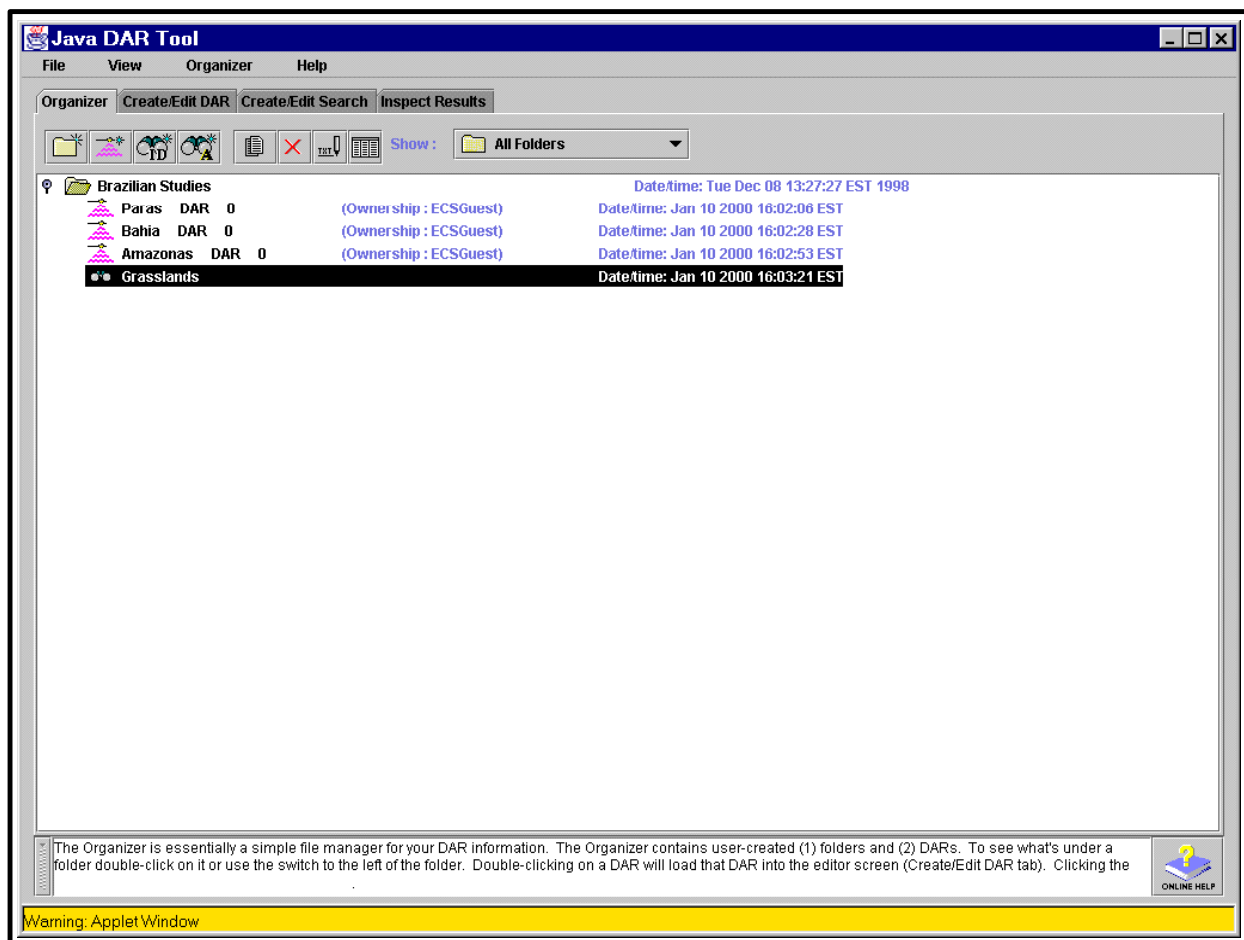 Java DAR Tool
File View Organizer Help
Organizer Create/Edit DAR Create/Edit Search Inspect Results
ID A TXT Show : All Folders
Brazilian Studies Date/time: Tue Dec 08 13:27:27 EST 1998
Paras DAR 0 (Ownership : ECSGuest) Date/time: Jan 10 2000 16:02:06 EST
Bahia DAR 0 (Ownership : ECSGuest) Date/time: Jan 10 2000 16:02:28 EST
Amazonas DAR 0 (Ownership : ECSGuest) Date/time: Jan 10 2000 16:02:53 EST
Grasslands Date/time: Jan 10 2000 16:03:21 EST
The Organizer is essentially a simple file manager for your DAR information. The Organizer contains user-created (1) folders and (2) DARs. To see what's under a
folder double-click on it or use the switch to the left of the folder. Double-clicking on a DAR will load that DAR into the editor screen (Create/Edit DAR tab). Clicking the
ONLINE HELP
Warning: Applet Window